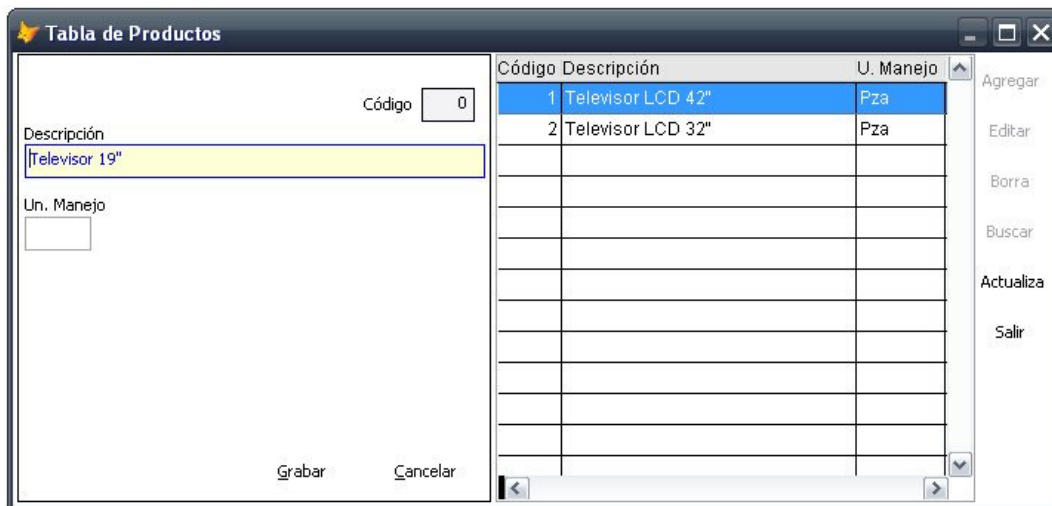 Tabla de Productos
Código 0
Descripción
Televisor 19"
Un. Manejo
Grabar Cancelar
Código Descripción U. Manejo
1 Televisor LCD 42" Pza
2 Televisor LCD 32" Pza
Agregar
Editar
Borra
Buscar
Actualiza
Salir